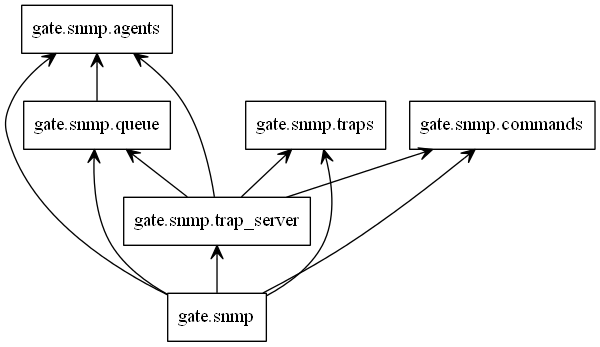 gate.snmp.agents
gate.snmp.queue
gate.snmp.traps
gate.snmp.commands
gate.snmp.trap_server
gate.snmp